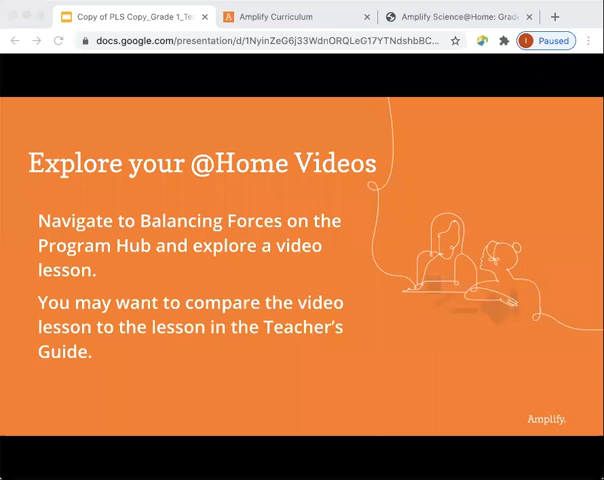 Copy of PLS Copy_Grade 1_Te
Amplify Curriculum
Amplify Science@Home: Grade
docs.google.com/presentation/d/1NyinZeG6j33WdnORQLeG17YTNdshbBC...
Paused
Explore your @Home Videos
Navigate to Balancing Forces on the
Program Hub and explore a video
lesson.
You may want to compare the video
lesson to the lesson in the Teacher's
Guide.
Amplify.